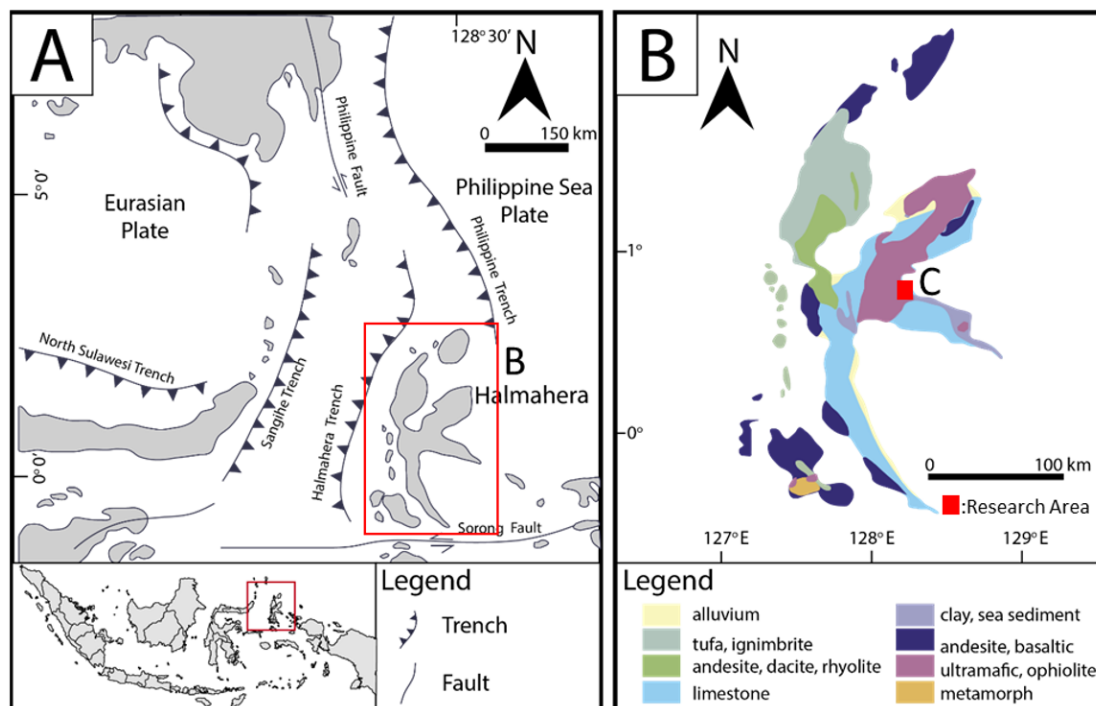 A
128° 30'
N
0 150 km
Philippine Fault
5° 0'
Eurasian
Plate
Philippine Sea
Plate
Philippine Trench
North Sulawesi Trench
Sangihe Trench
Halmahera Trench
B
Halmahera
0° 0'
Sorong Fault
Legend
Trench
Fault
B
N
1°
C
0°
0 100 km
:Research Area
127°E 128°E 129°E
Legend
alluvium
tufa, ignimbrite
andesite, dacite, rhyolite
limestone
clay, sea sediment
andesite, basaltic
ultramafic, ophiolite
metamorph